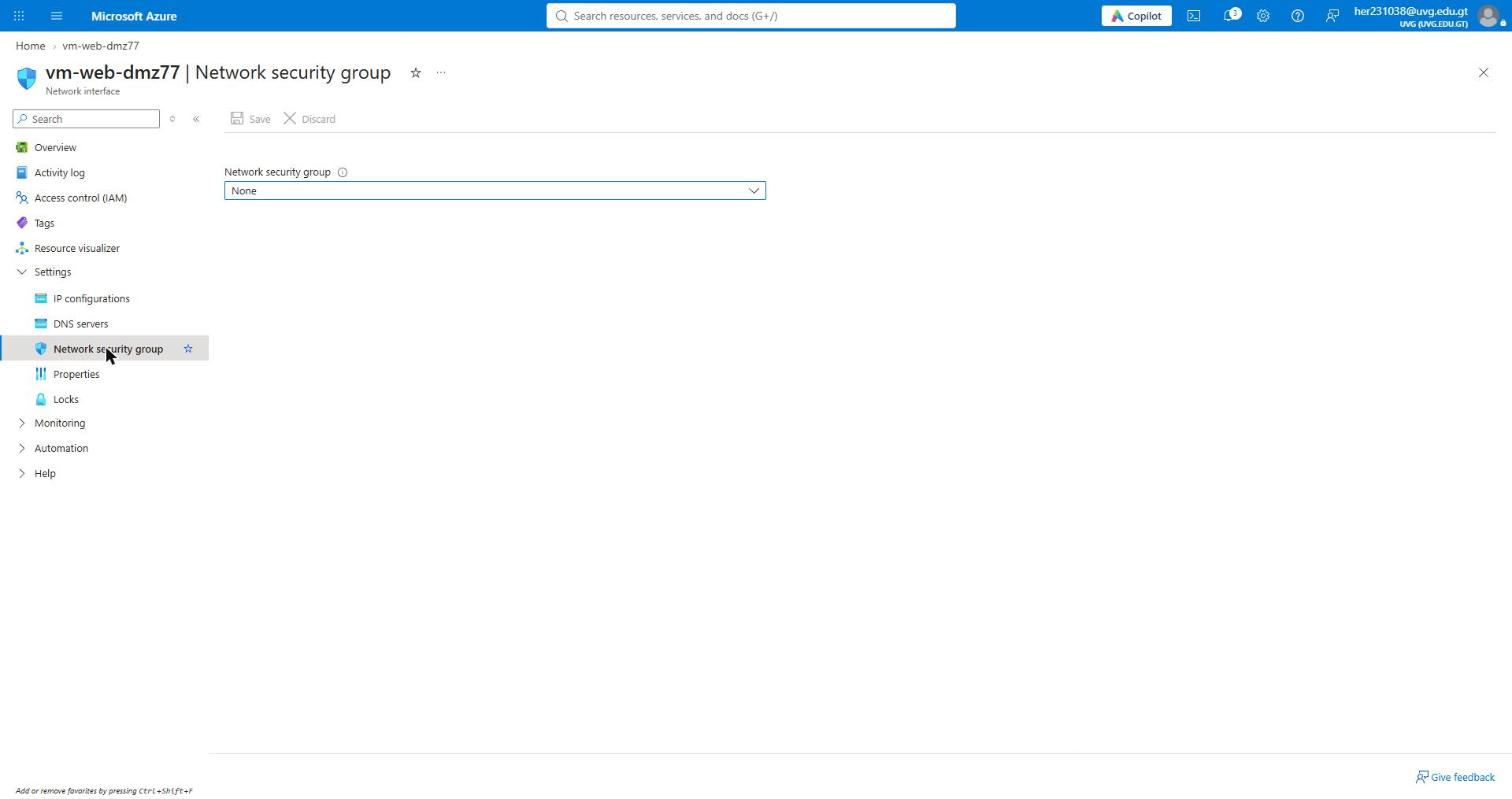 Microsoft Azure
Search resources, services, and docs (G+/)
Copilot
3
her231038@uvg.edu.gt
UVG (UVG.EDU.GT)
Home › vm-web-dmz77
vm-web-dmz77 | Network security group
Network interface
Search
Save
Discard
Overview
Activity log
Access control (IAM)
Tags
Resource visualizer
Settings
IP configurations
DNS servers
Network security group
Properties
Locks
Monitoring
Automation
Help
Network security group
None
Give feedback
Add or remove favorites by pressing Ctrl+Shift+F